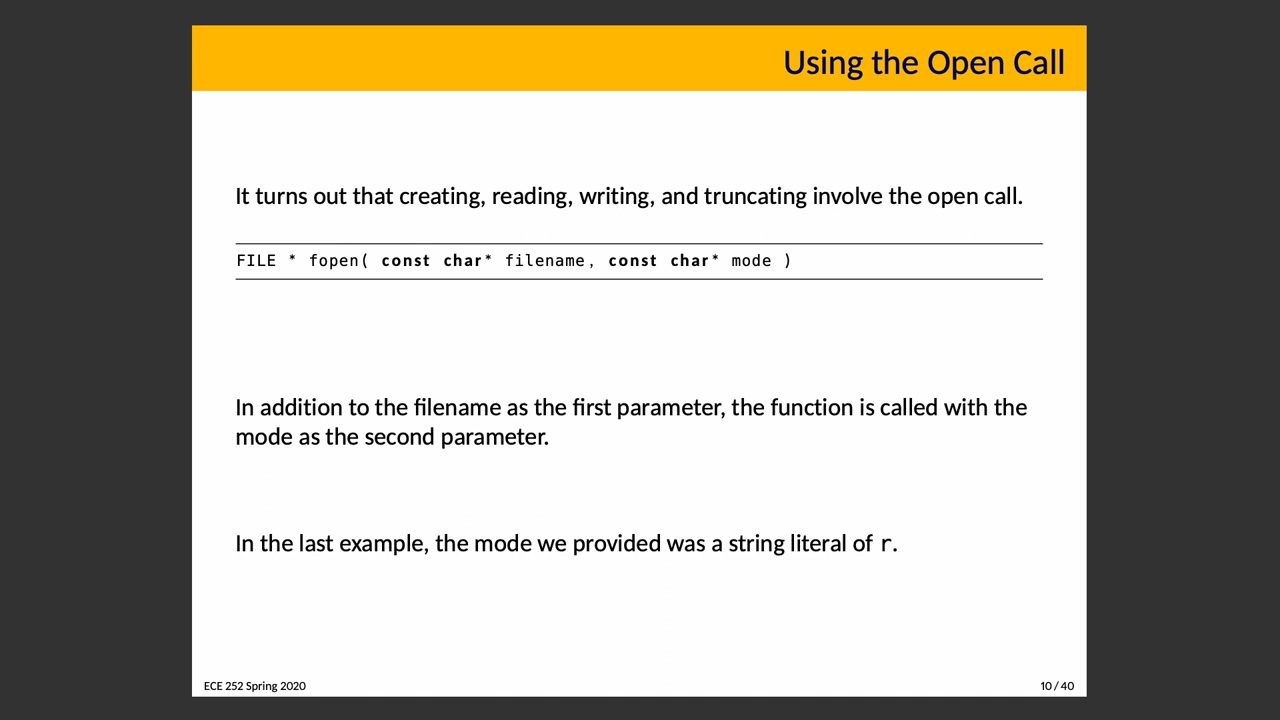 Using the Open Call
It turns out that creating, reading, writing, and truncating involve the open call.
FILE * fopen( const char* filename, const char* mode )
In addition to the filename as the first parameter, the function is called with the
mode as the second parameter.
In the last example, the mode we provided was a string literal of r.
ECE 252 Spring 2020
10 / 40